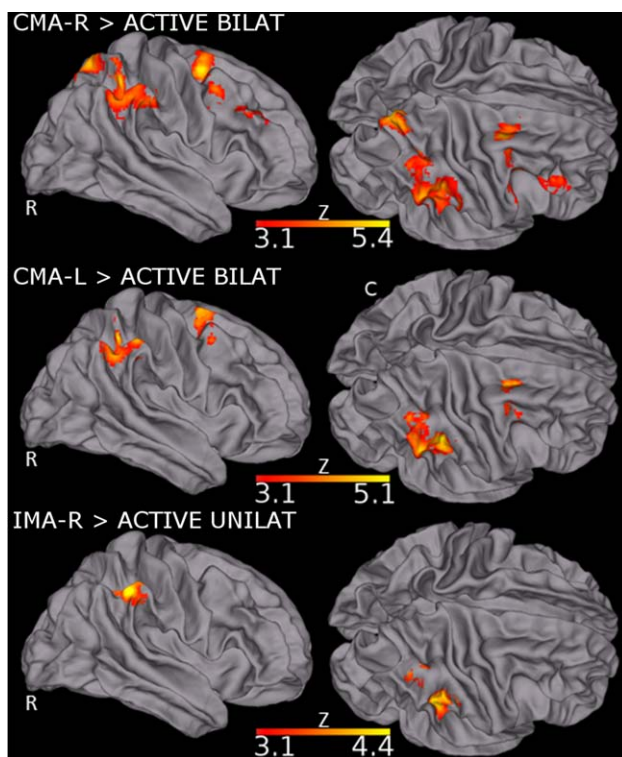 CMA-R > ACTIVE BILAT
R
Z
3.1 5.4
CMA-L > ACTIVE BILAT
C
R
Z
3.1 5.1
IMA-R > ACTIVE UNILAT
R
Z
3.1 4.4